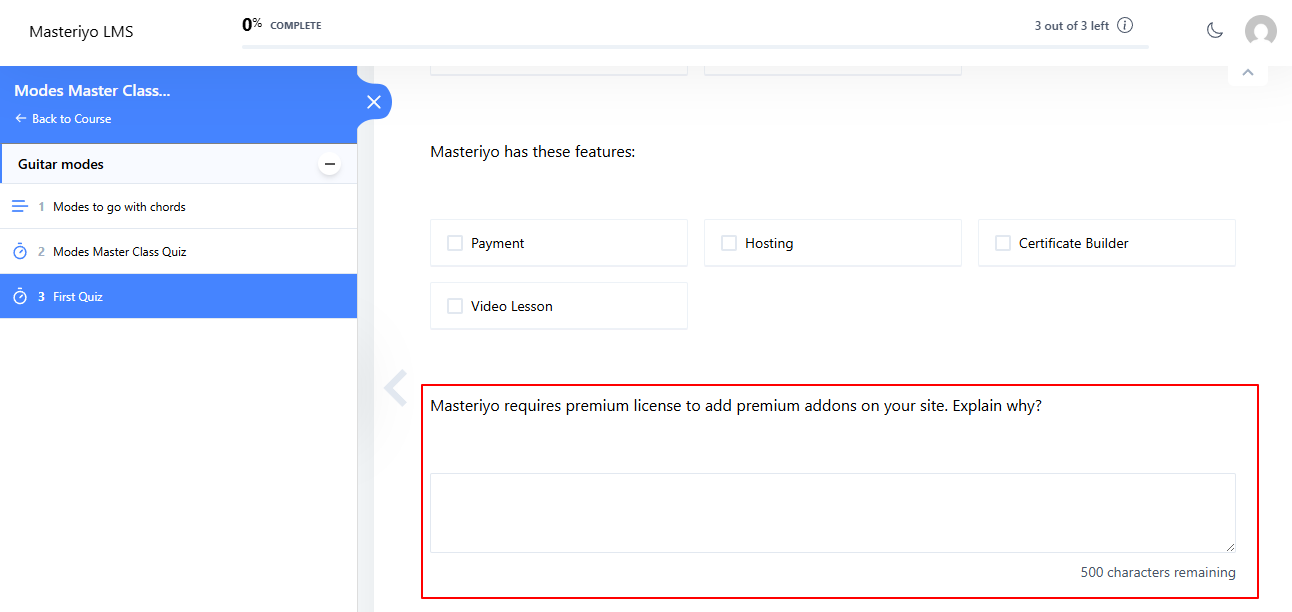 Masteriyo LMS
0% COMPLETE
3 out of 3 left
Modes Master Class...
Back to Course
Guitar modes
1 Modes to go with chords
2 Modes Master Class Quiz
3 First Quiz
Masteriyo has these features:
Payment
Hosting
Certificate Builder
Video Lesson
Masteriyo requires premium license to add premium addons on your site. Explain why?
500 characters remaining